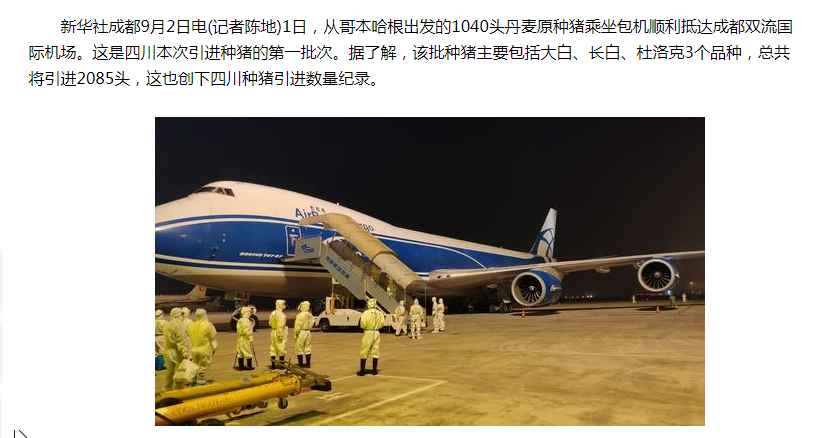 新华社成都9月2日电(记者陈地)1日，从哥本哈根出发的1040头丹麦原种猪乘坐包机顺利抵达成都双流国
际机场。这是四川本次引进种猪的第一批次。据了解，该批种猪主要包括大白、长白、杜洛克3个品种，总共
将引进2085头，这也创下四川种猪引进数量纪录。
BOEING 747-8F